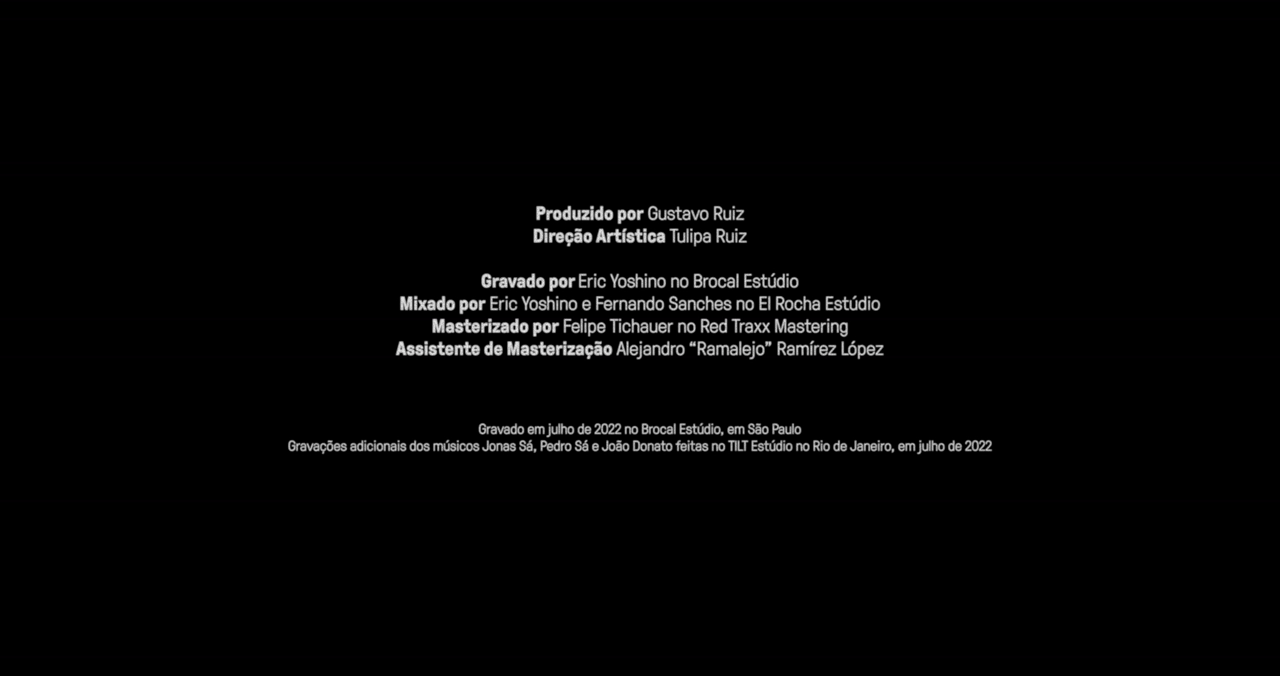 Produzido por Gustavo Ruiz
Direção Artística Tulipa Ruiz
Gravado por Eric Yoshino no Brocal Estúdio
Mixado por Eric Yoshino e Fernando Sanches no El Rocha Estúdio
Masterizado por Felipe Tichauer no Red Traxx Mastering
Assistente de Masterização Alejandro “Ramalejo” Ramírez López
Gravado em julho de 2022 no Brocal Estúdio, em São Paulo
Gravações adicionais dos músicos Jonas Sá, Pedro Sá e João Donato feitas no TILT Estúdio no Rio de Janeiro, em julho de 2022